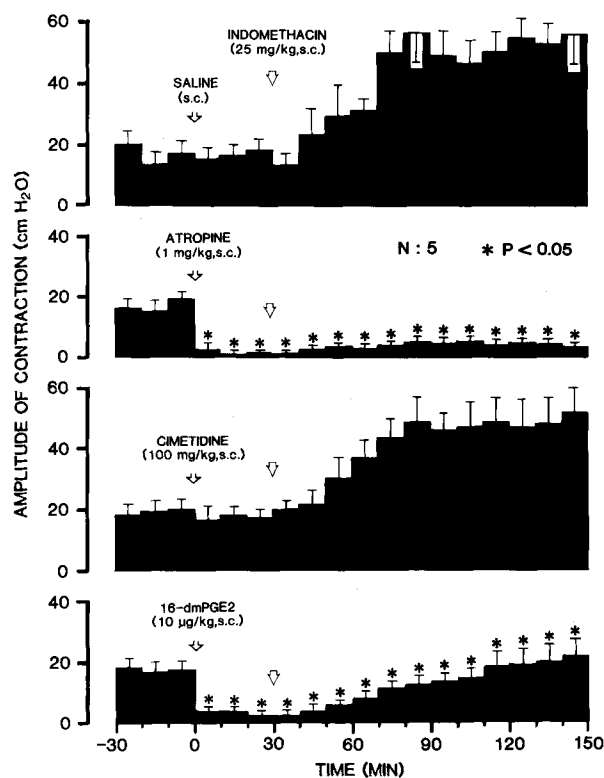 60
40
20
0
INDOMETHACIN
(25 mg/kg,s.c.)
SALINE
(s.c.)
40
20
0
ATROPINE
(1 mg/kg,s.c.)
N : 5
* P < 0.05
* * * * * * * * * * * * * * *
60
40
20
0
CIMETIDINE
(100 mg/kg,s.c.)
40
20
0
16-dmPGE2
(10 μg/kg,s.c.)
* * * * * * * * * * * * * * *
AMPLITUDE OF CONTRACTION (cm H₂O)
-30 0 30 60 90 120 150
TIME (MIN)